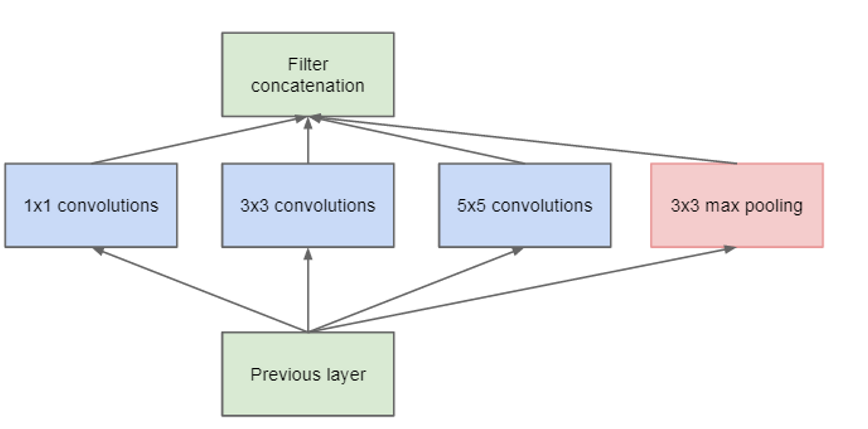 Filter
concatenation
1x1 convolutions
3x3 convolutions
5x5 convolutions
3x3 max pooling
Previous layer